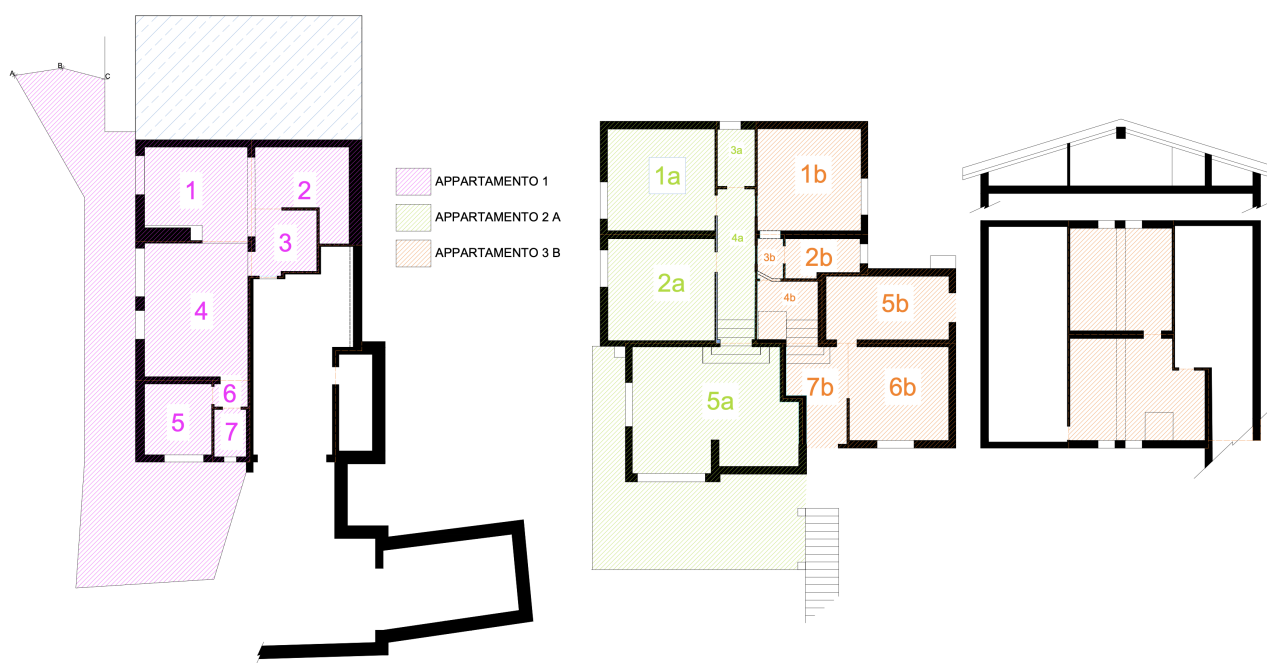 A
B
C
1
2
3
4
5
6
7
APPARTAMENTO 1
APPARTAMENTO 2 A
APPARTAMENTO 3 B
1a
3a
1b
4a
3b
2b
2a
4b
5b
5a
7b
6b